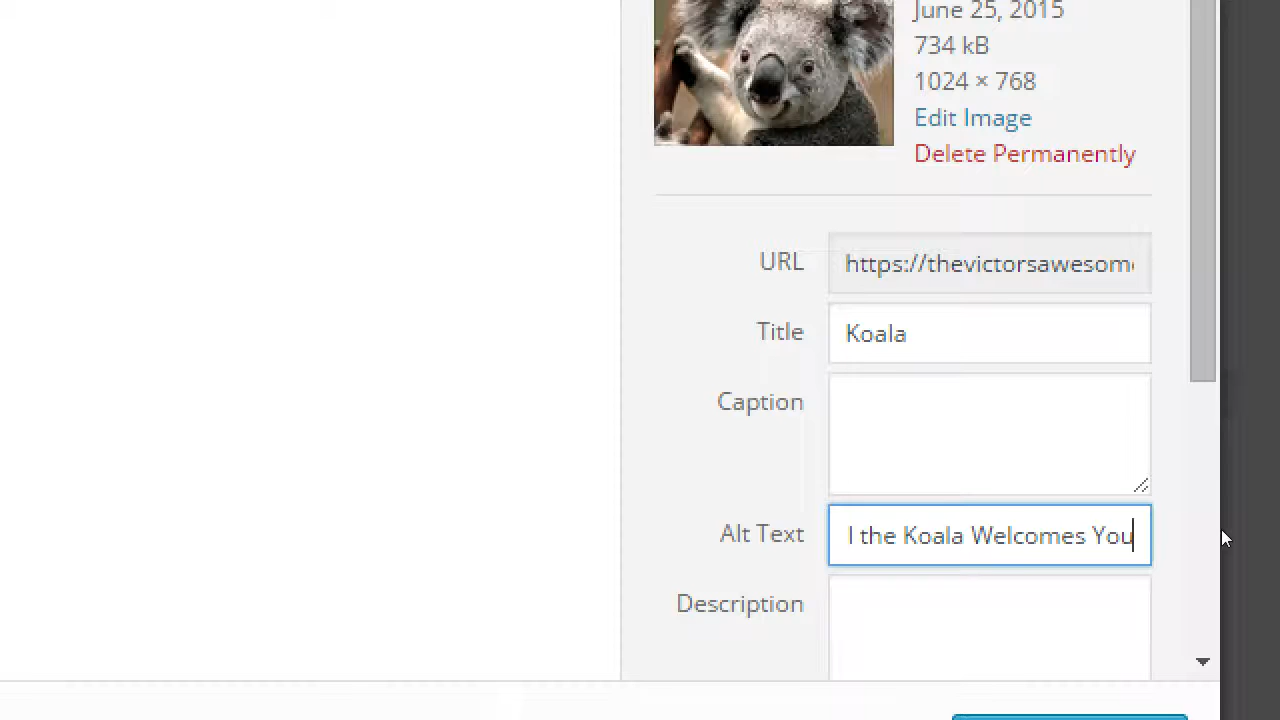 June 25, 2015
734 kB
1024 × 768
Edit Image
Delete Permanently
URL https://thevictorsawesom
Title Koala
Caption
Alt Text l the Koala Welcomes You
Description